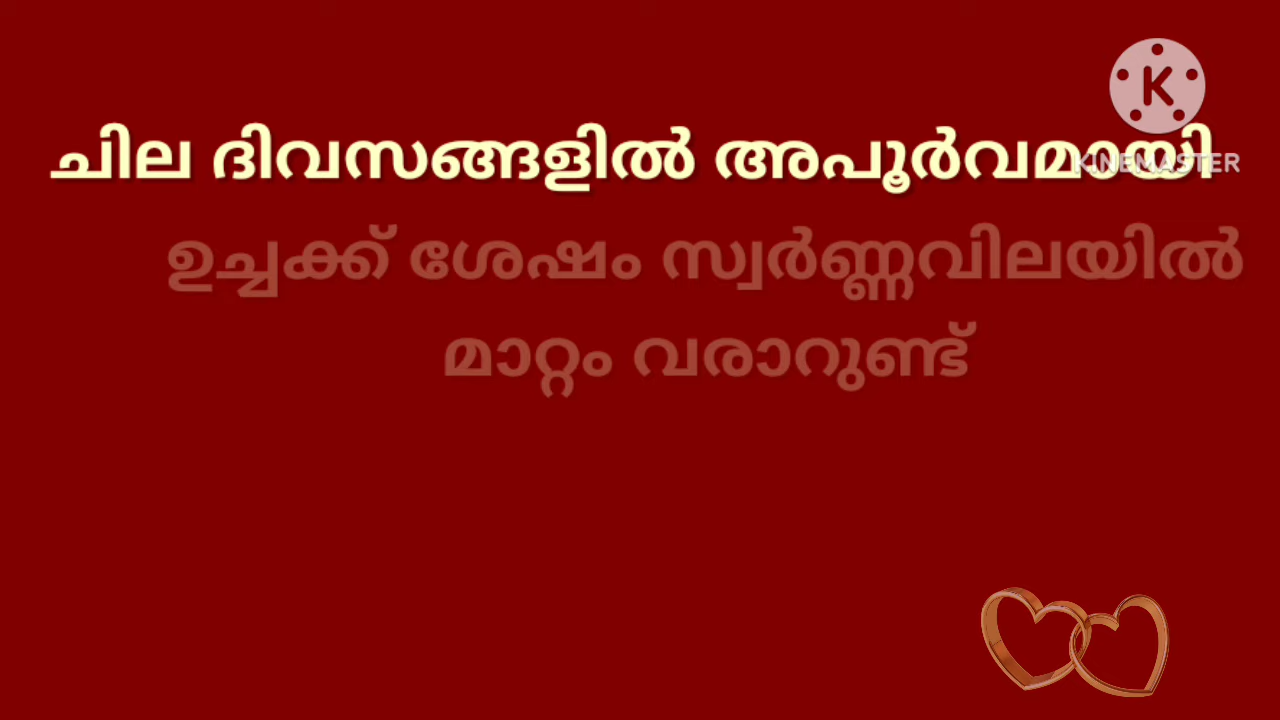 ചില ദിവസങ്ങളിൽ അപൂർവമായി
ഉച്ചക്ക് ശേഷം സ്വർണ്ണവിലയിൽ
മാറ്റം വരാറുണ്ട്
K
KINEMASTER